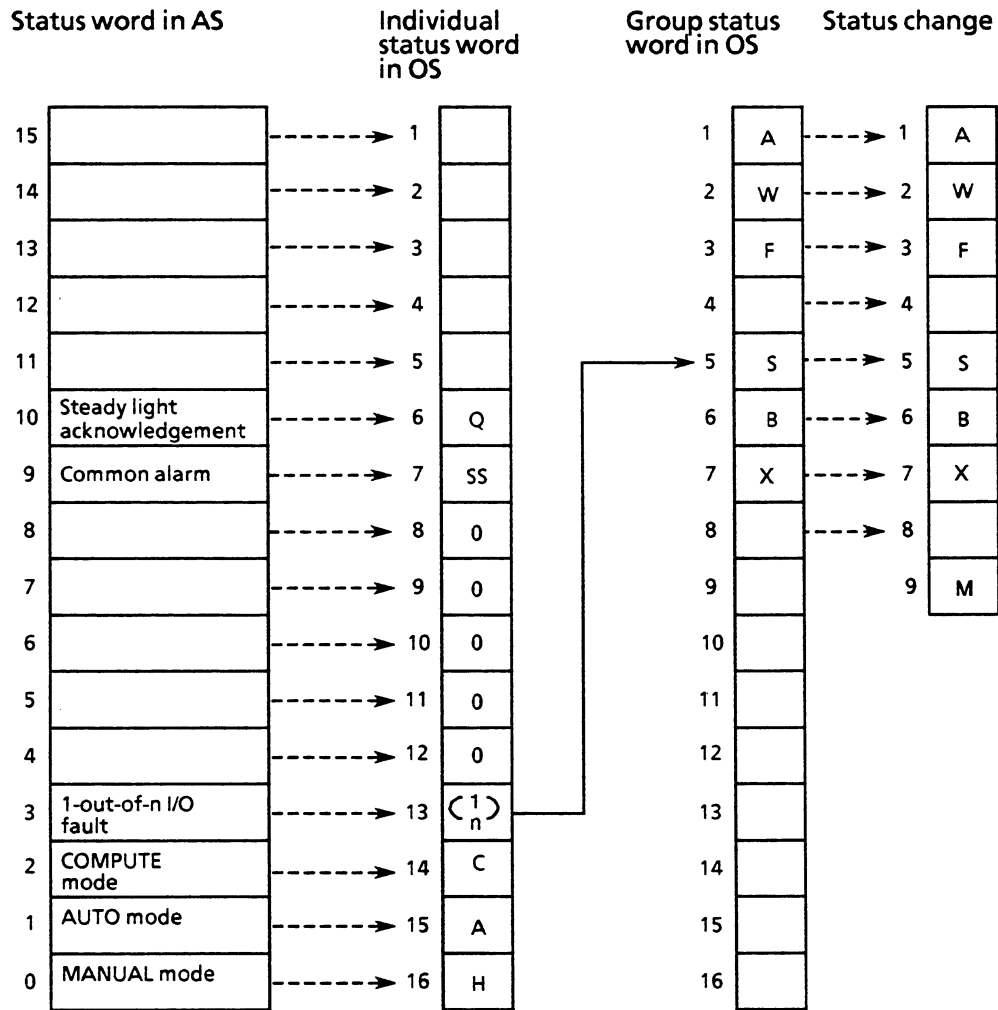 Status word in AS
Individual
status word
in OS
Group status
word in OS
Status change
15 1 1 A 1 A
14 2 2 W 2 W
13 3 3 F 3 F
12 4 4 4
11 5 5 S 5 S
10 Steady light
acknowledgement 6 Q 6 B 6 B
9 Common alarm 7 SS 7 X 7 X
8 8 0 8 8
7 9 0 9 9 M
6 10 0 10
5 11 0 11
4 12 0 12
3 1-out-of-n I/O
fault 13 (1
n) 13
2 COMPUTE
mode 14 C 14
1 AUTO mode 15 A 15
0 MANUAL mode 16 H 16